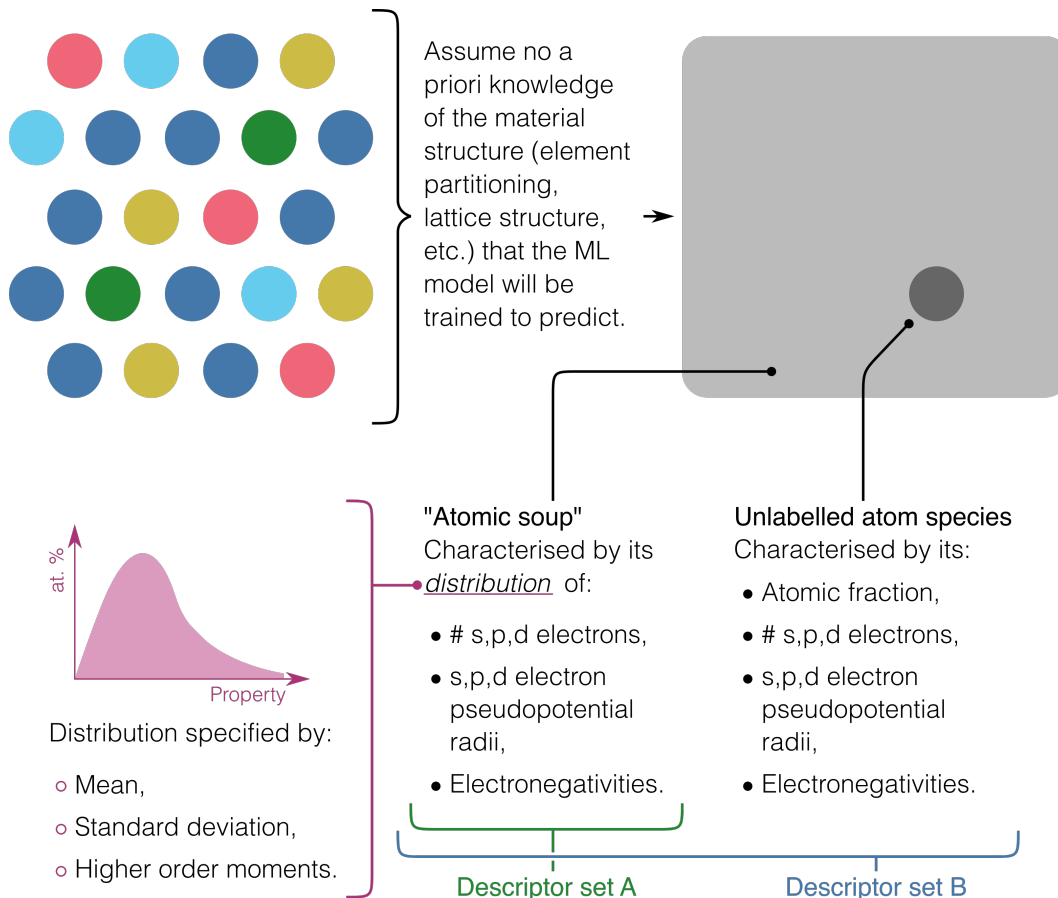 Assume no a
priori knowledge
of the material
structure (element
partitioning,
lattice structure,
etc.) that the ML
model will be
trained to predict.
at. %
Property
Distribution specified by:
Mean,
Standard deviation,
Higher order moments.
"Atomic soup"
Characterised by its
distribution of:
• # s,p,d electrons,
• s,p,d electron
pseudopotential
radii,
• Electronegativities.
Unlabelled atom species
Characterised by its:
• Atomic fraction,
• # s,p,d electrons,
• s,p,d electron
pseudopotential
radii,
• Electronegativities.
Descriptor set A
Descriptor set B